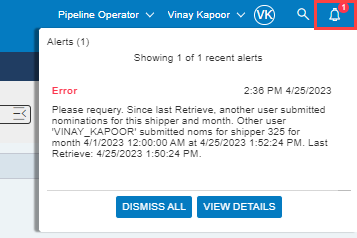 Pipeline Operator Vinay Kapoor VK 1
Alerts (1)
Showing 1 of 1 recent alerts
Error 2:36 PM 4/25/2023
Please requery. Since last Retrieve, another user submitted
nominations for this shipper and month. Other user
'VINAY_KAPOOR' submitted noms for shipper 325 for
month 4/1/2023 12:00:00 AM at 4/25/2023 1:52:24 PM. Last
Retrieve: 4/25/2023 1:50:24 PM.
DISMISS ALL VIEW DETAILS